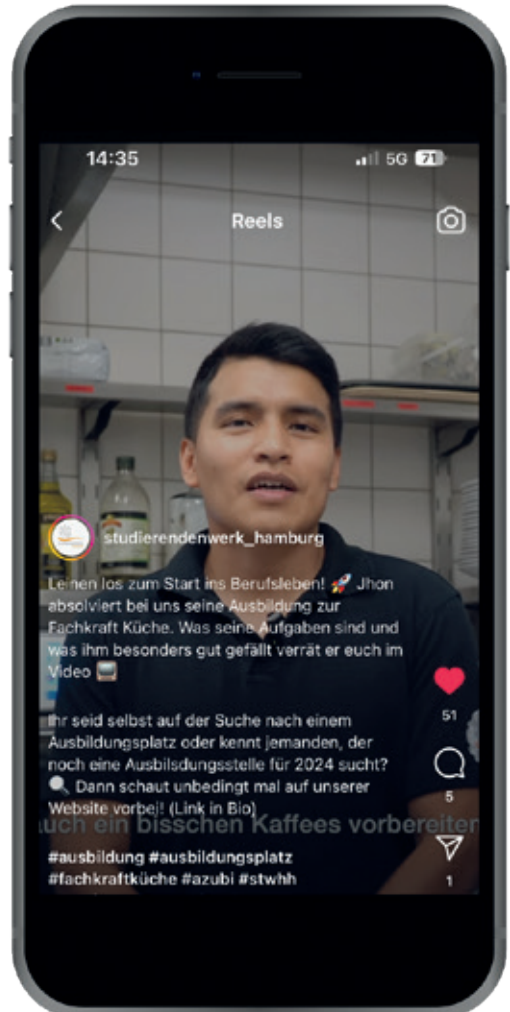 14:35
5G 71
Reels
studierendenwerk_hamburg
Leinen los zum Start ins Berufsleben! 🚀 Jhon
absolviert bei uns seine Ausbildung zur
Fachkraft Küche. Was seine Aufgaben sind und
was ihm besonders gut gefällt verrät er euch im
Video 📺
Ihr seid selbst auf der Suche nach einem
Ausbildungsplatz oder kennt jemanden, der
noch eine Ausbilsdungsstelle für 2024 sucht?
🔍 Dann schaut unbedingt mal auf unserer
Website vorbei! (Link in Bio)
auch ein bisschen Kaffees vorbereiten
#ausbildung #ausbildungsplatz
#fachkraftküche #azubi #stwhh
51
5
1